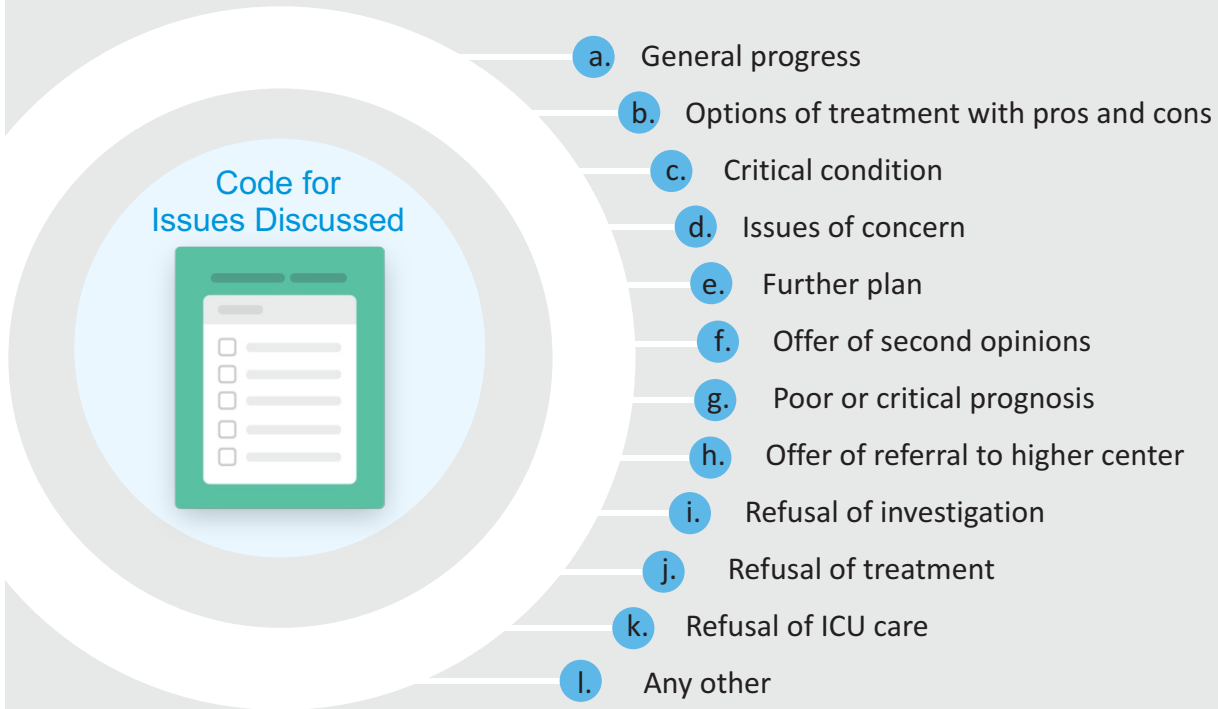 Code for
Issues Discussed
a. General progress
b. Options of treatment with pros and cons
c. Critical condition
d. Issues of concern
e. Further plan
f. Offer of second opinions
g. Poor or critical prognosis
h. Offer of referral to higher center
i. Refusal of investigation
j. Refusal of treatment
k. Refusal of ICU care
l. Any other